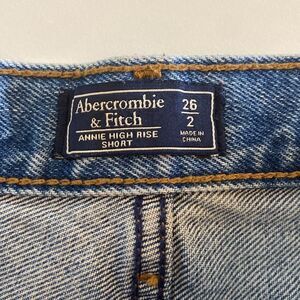 Abercrombie
& Fitch
ANNIE HIGH RISE
SHORT
26
2
MADE IN
CHINA